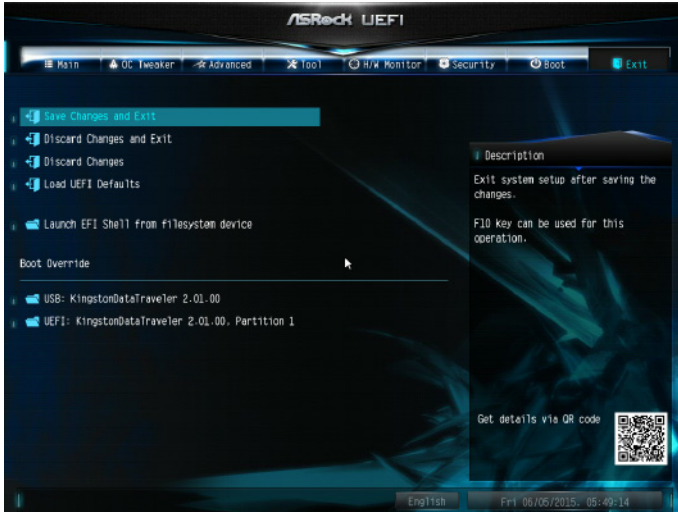 ASRock UEFI
Main OC Tweaker Advanced Tool H/W Monitor Security Boot Exit
Save Changes and Exit
Discard Changes and Exit
Discard Changes
Load UEFI Defaults
Launch EFI Shell from filesystem device
Boot Override
USB: KingstonDataTraveler 2.01.00
UEFI: KingstonDataTraveler 2.01.00, Partition 1
Description
Exit system setup after saving the
changes.
F10 key can be used for this
operation.
Get details via QR code
English
Fri 06/05/2015. 05:49:14